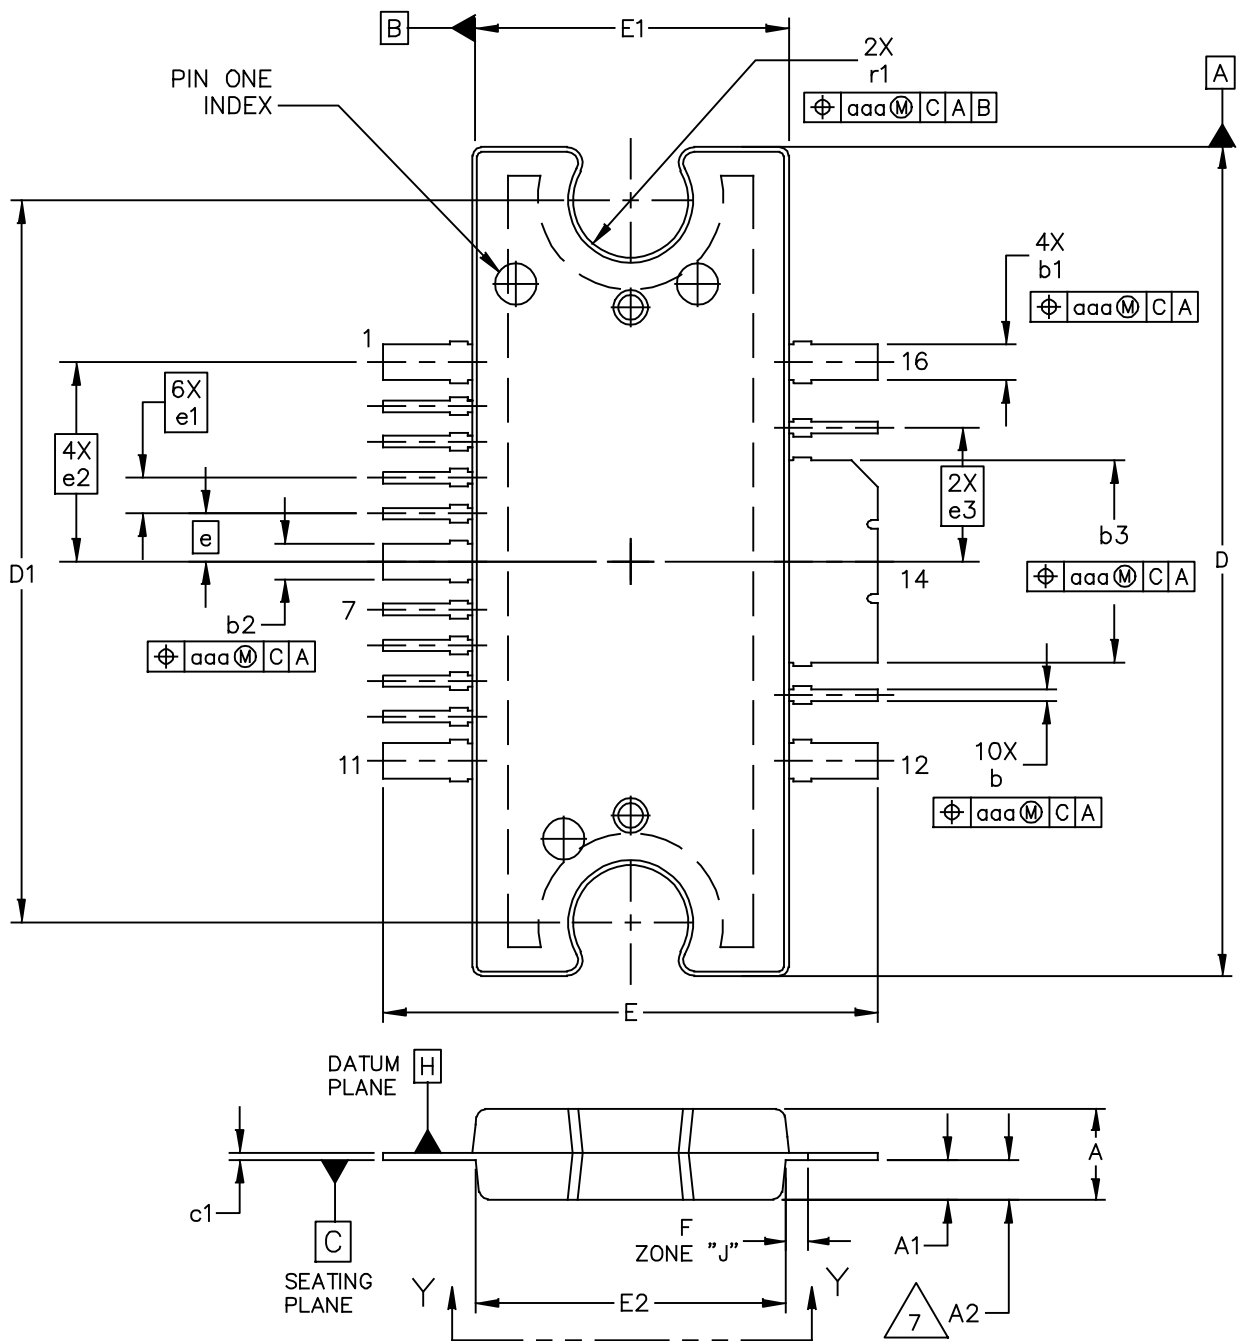 B
E1
2X
r1
⌖ aaa Ⓜ C A B
A
PIN ONE
INDEX
4X
b1
⌖ aaa Ⓜ C A
1
16
6X
e1
4X
e2
2X
e3
e
b3
⌖ aaa Ⓜ C A
D1
14
D
7
b2
⌖ aaa Ⓜ C A
11
12
10X
b
⌖ aaa Ⓜ C A
E
DATUM
PLANE
H
A
c1
C
SEATING
PLANE
F
ZONE "J"
A1
Y
E2
Y
7
A2